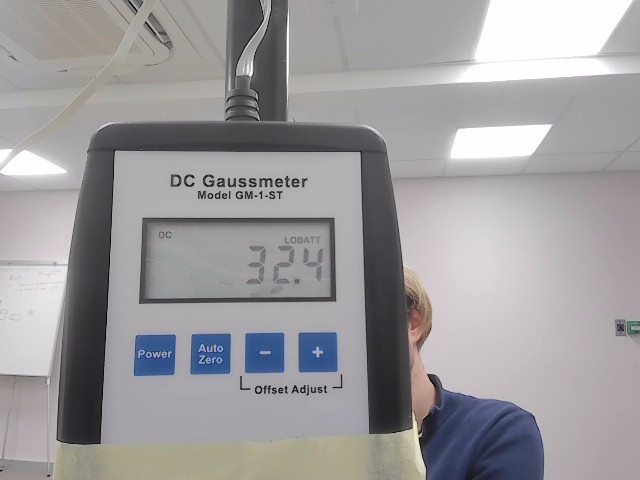 DC Gaussmeter
Model GM-1-ST
DC
LOBATT
32.4
Power
Auto
Zero
-
+
Offset Adjust